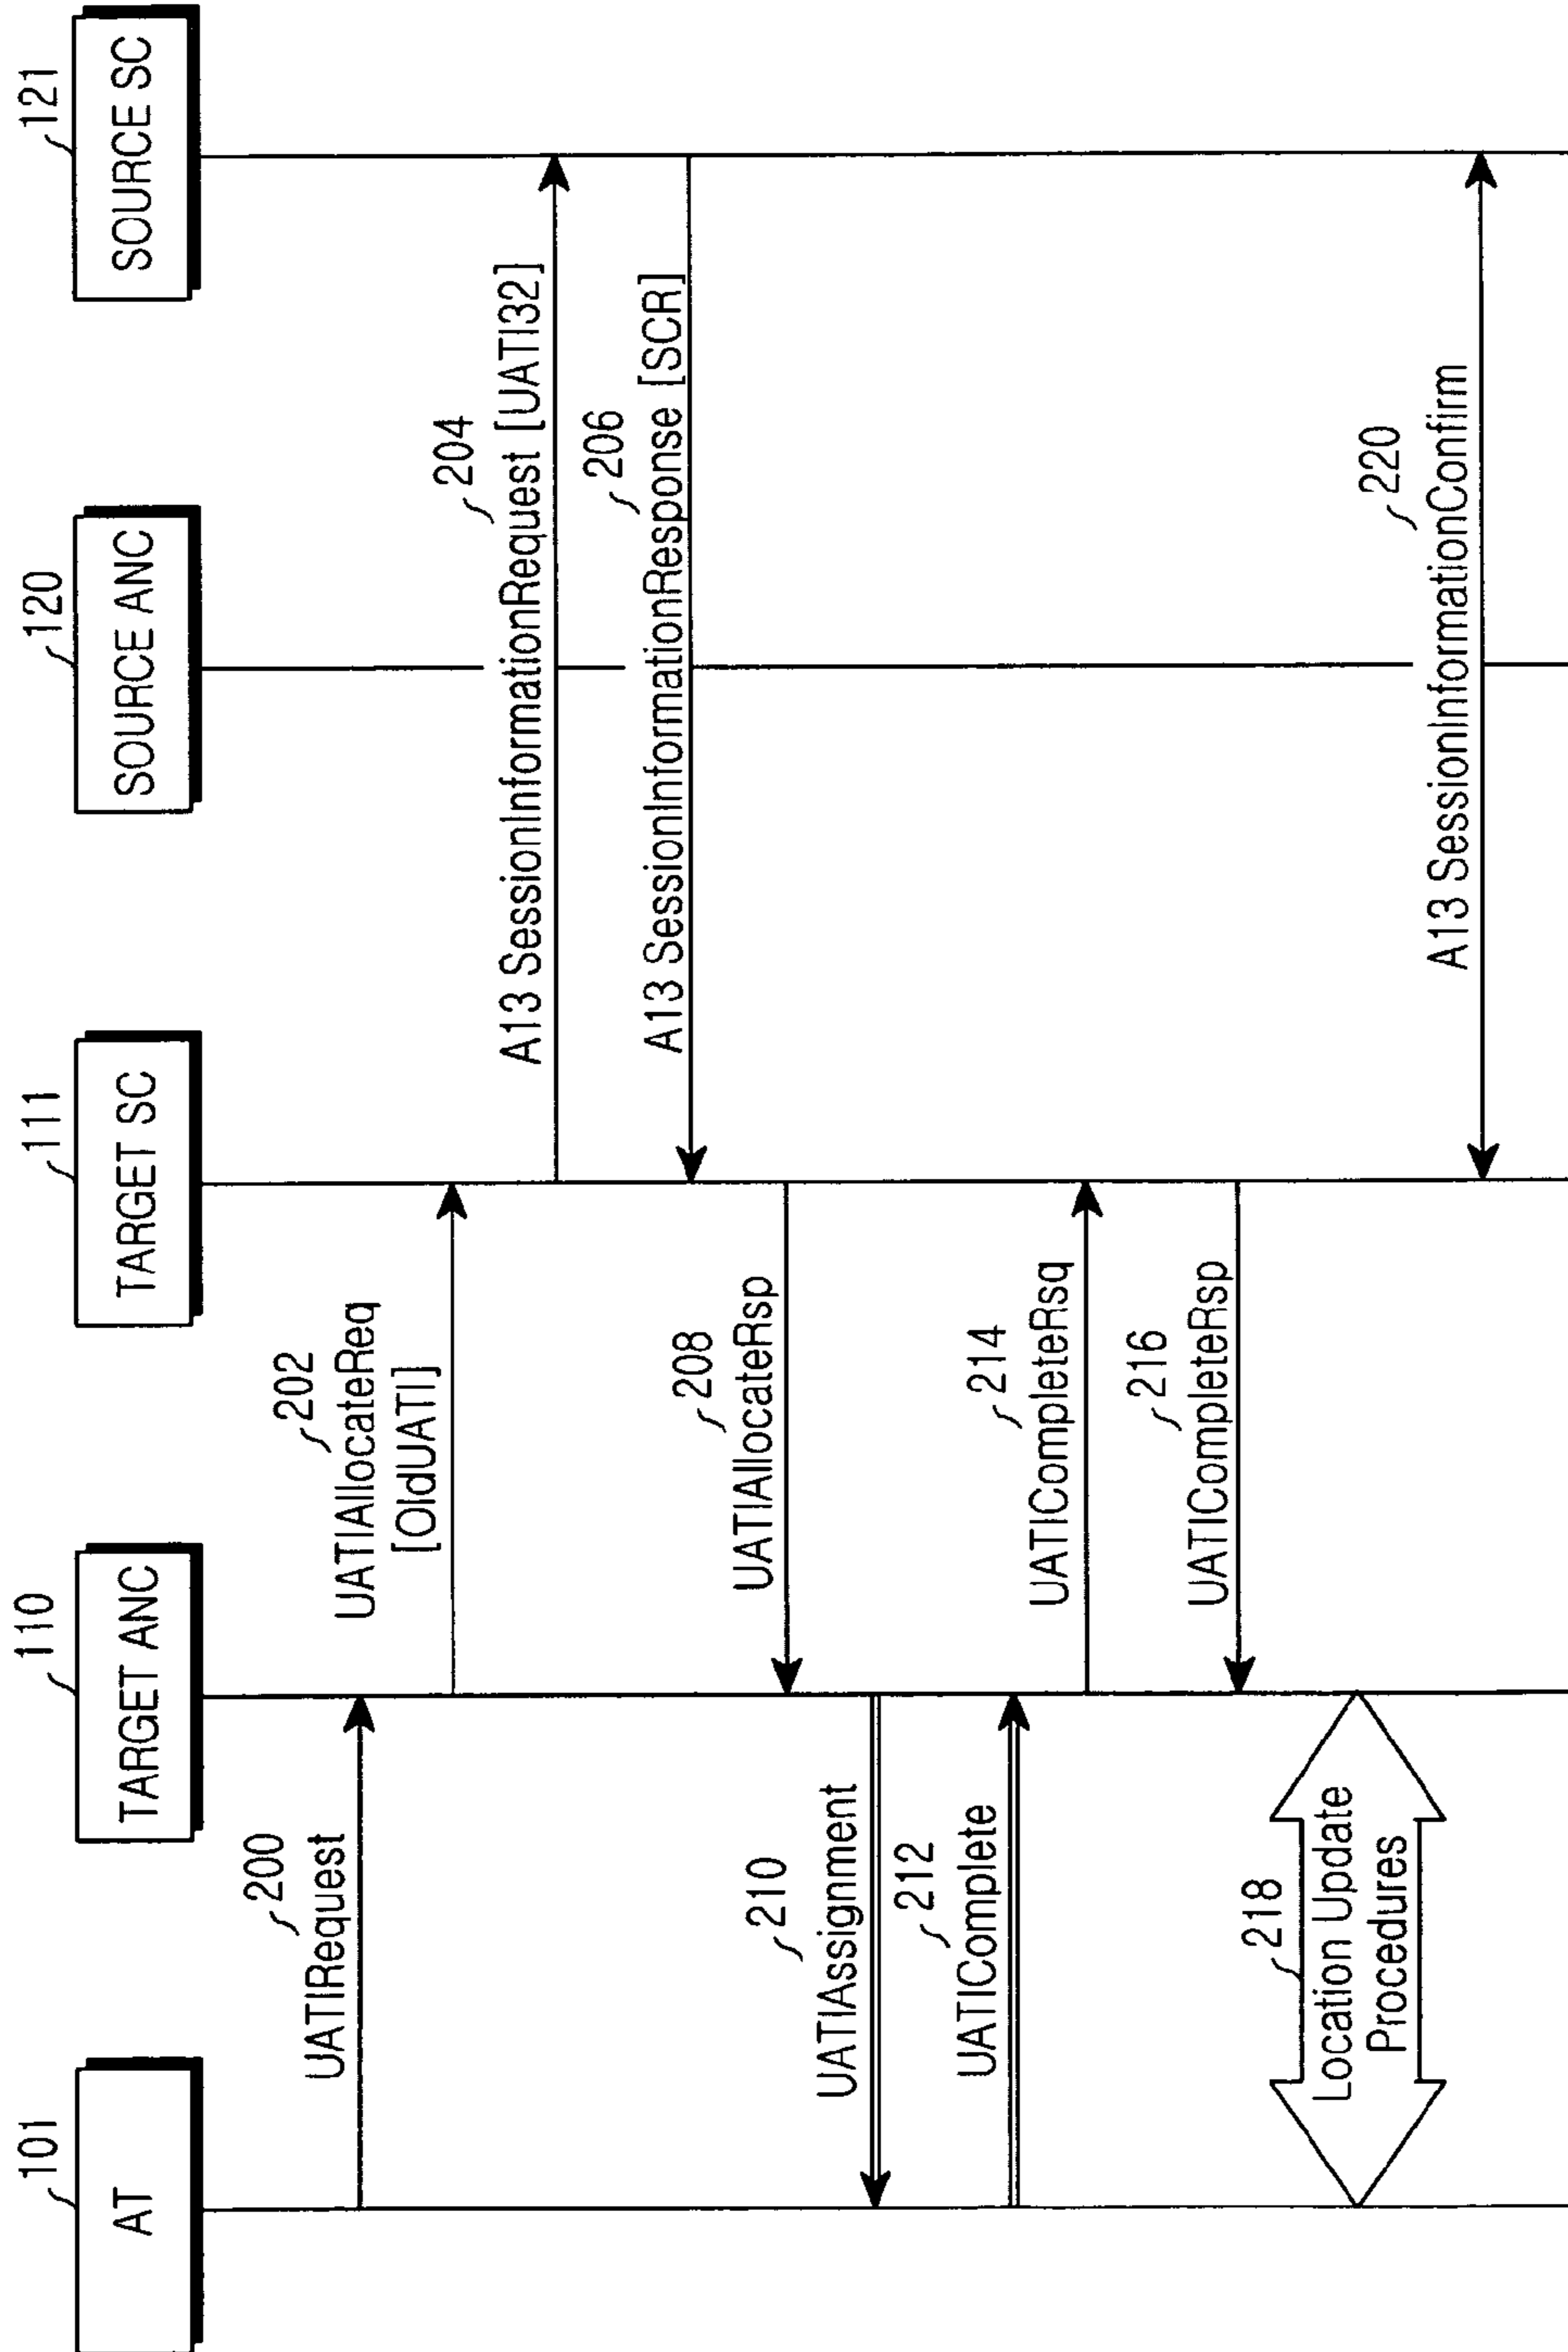 101
AT
110
TARGET ANC
111
TARGET SC
120
SOURCE ANC
121
SOURCE SC
200
UATIRequest
202
UATIAllocateReq
[OldUATI]
204
A13 SessionInformationRequest [UATI32]
206
A13 SessionInformationResponse [SCR]
208
UATIAllocateRsp
210
UATIAssignment
212
UATIComplete
214
UATICompleteRsq
216
UATICompleteRsp
218
Location Update
Procedures
220
A13 SessionInformationConfirm